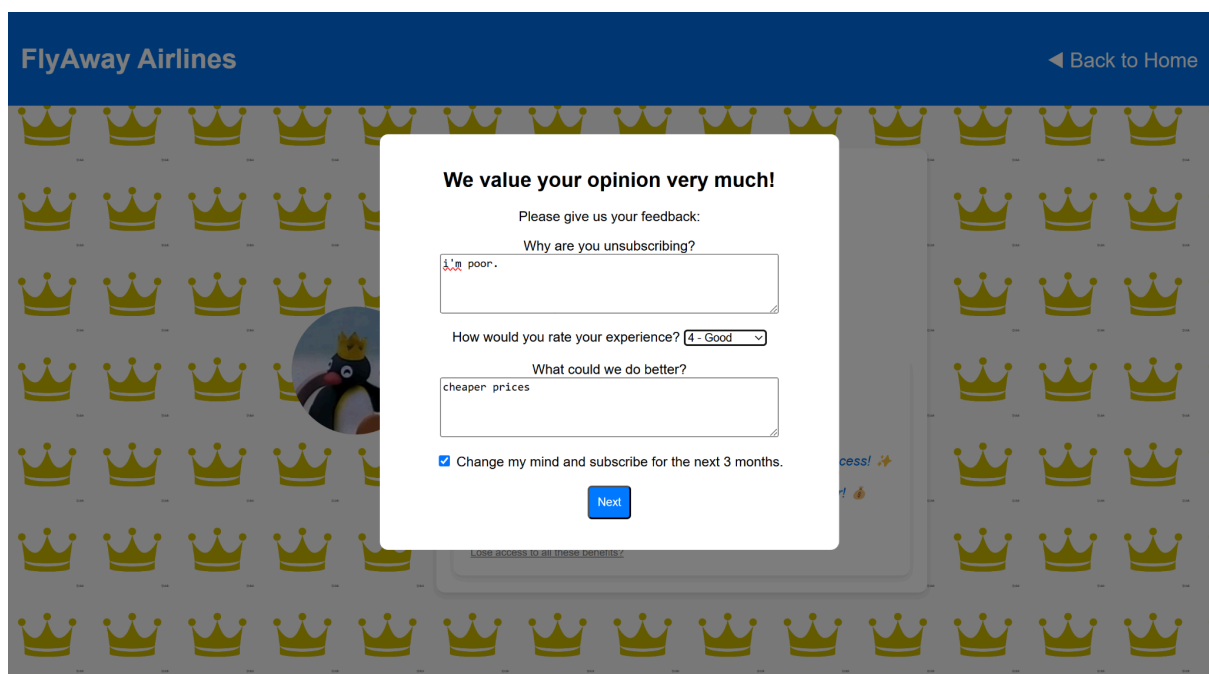 FlyAway Airlines
◀ Back to Home
We value your opinion very much!
Please give us your feedback:
Why are you unsubscribing?
i'm poor.
How would you rate your experience? 4 - Good
What could we do better?
cheaper prices
Change my mind and subscribe for the next 3 months.
cess! ✨
r! 💰
Next
Lose access to all these benefits?